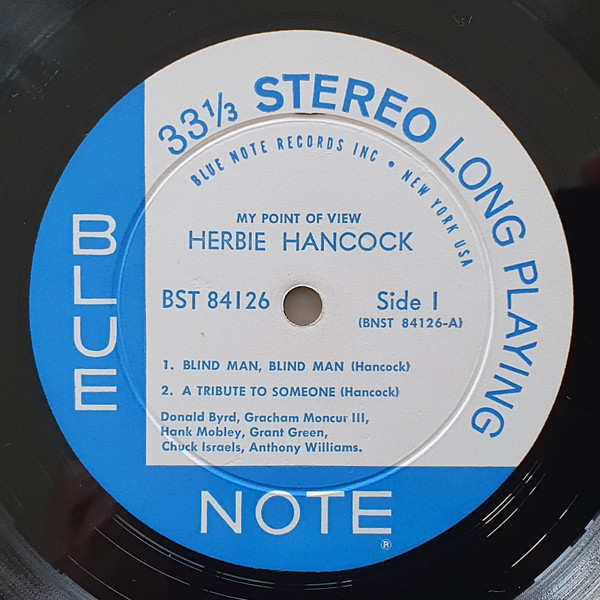 33⅓ STEREO LONG PLAYING
BLUE NOTE RECORDS INC • NEW YORK USA
MY POINT OF VIEW
HERBIE HANCOCK
BST 84126
Side 1
(BNST 84126-A)
1. BLIND MAN, BLIND MAN (Hancock)
2. A TRIBUTE TO SOMEONE (Hancock)
Donald Byrd, Gracham Moncur III,
Hank Mobley, Grant Green,
Chuck Israels, Anthony Williams.
BLUE
NOTE
®